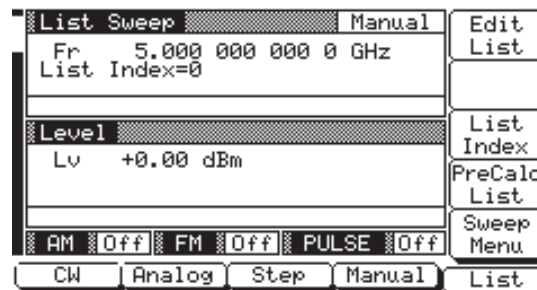 List Sweep Manual
Fr 5.000 000 000 0 GHz
List Index=0
Level
Lv +0.00 dBm
AM Off FM Off PULSE Off
CW Analog Step Manual List
Edit
List
List
Index
PreCalc
List
Sweep
Menu